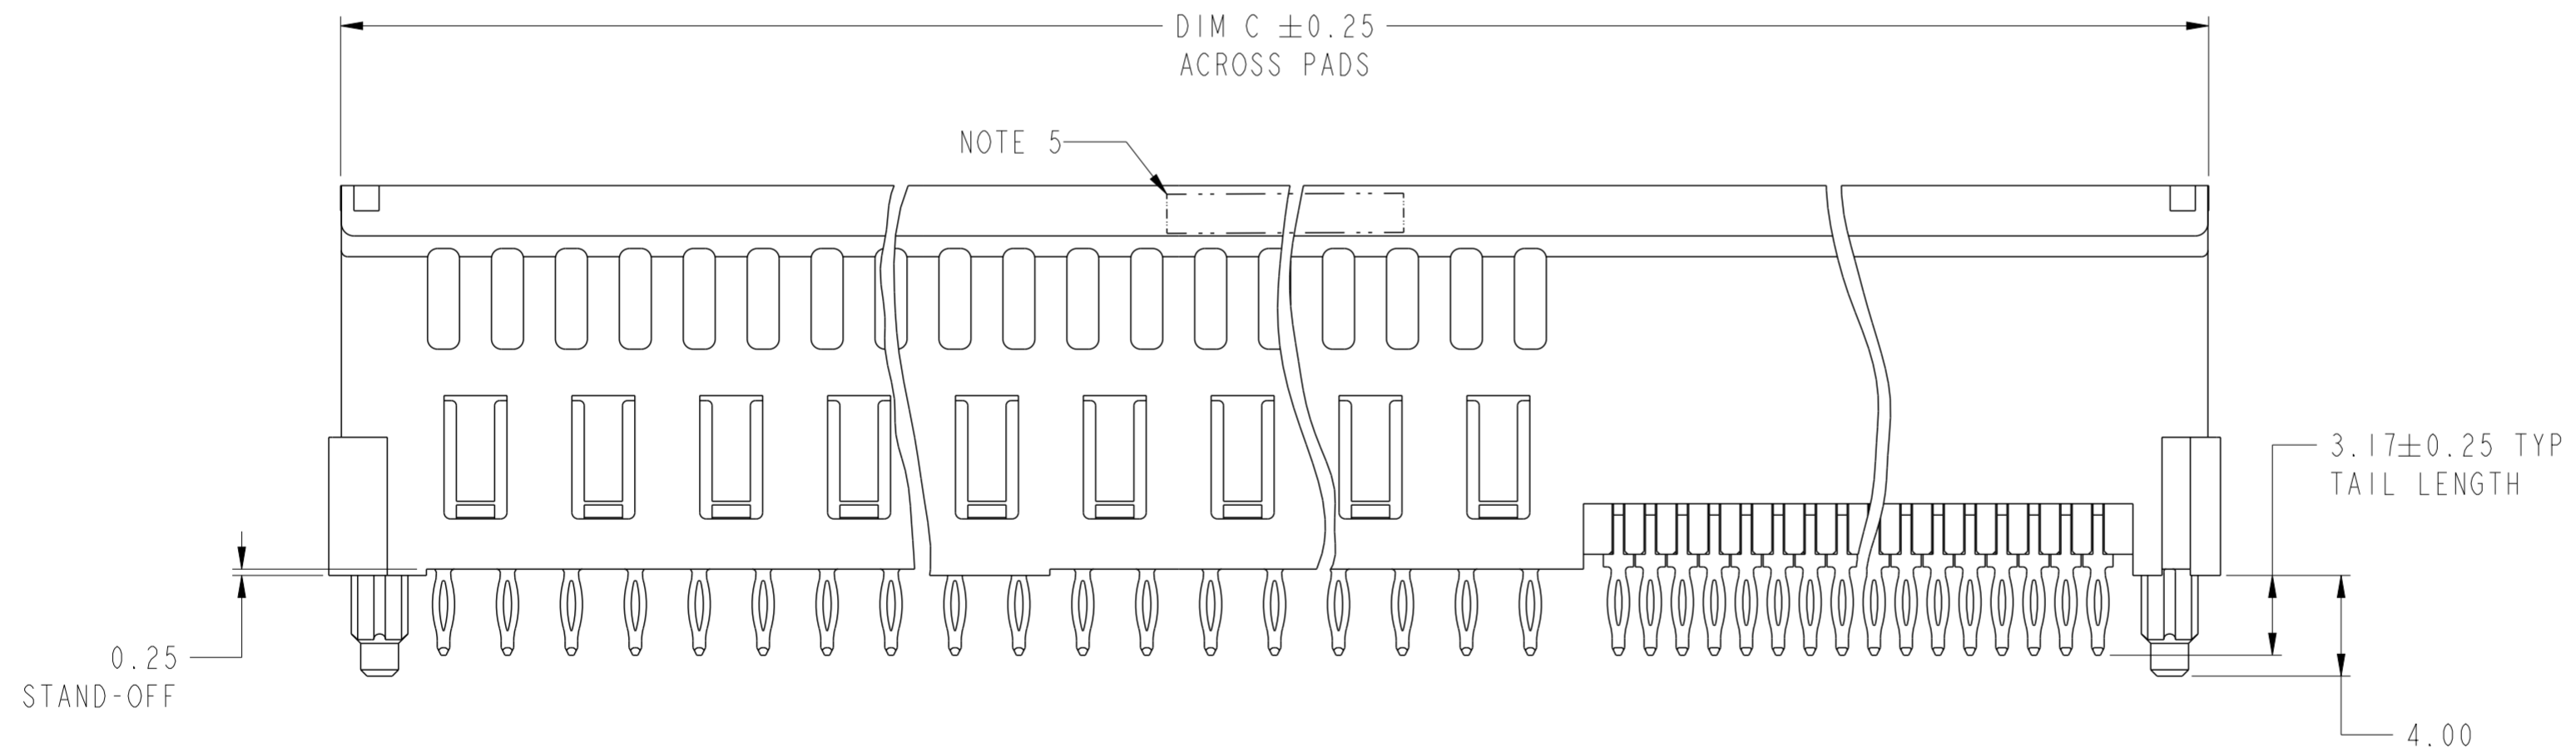 DIM C ±0.25
ACROSS PADS
NOTE 5
3.17±0.25 TYP
TAIL LENGTH
0.25
STAND-OFF
4.00